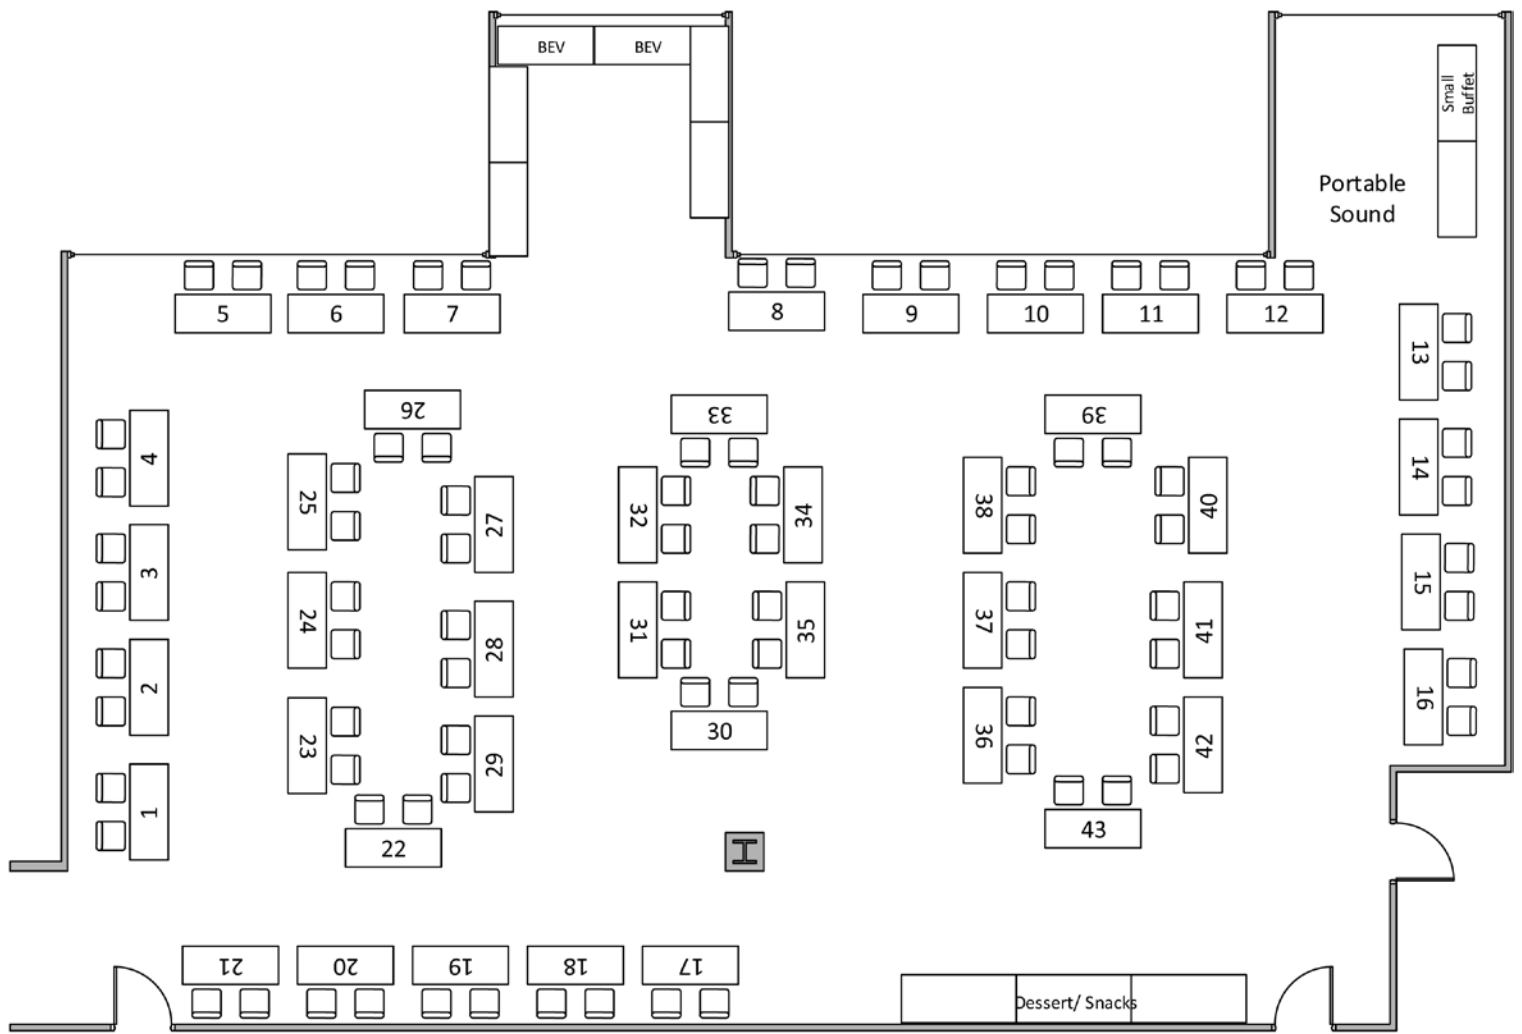 BEV BEV
Small
Buffet
Portable
Sound
5 6 7 8 9 10 11 12
13
26 33 39
4 25 27 32 34 38 40 14
3 24 28 31 35 37 41 15
2 23 29 30 36 42 16
1 22 43
21 20 19 18 17
Dessert/ Snacks